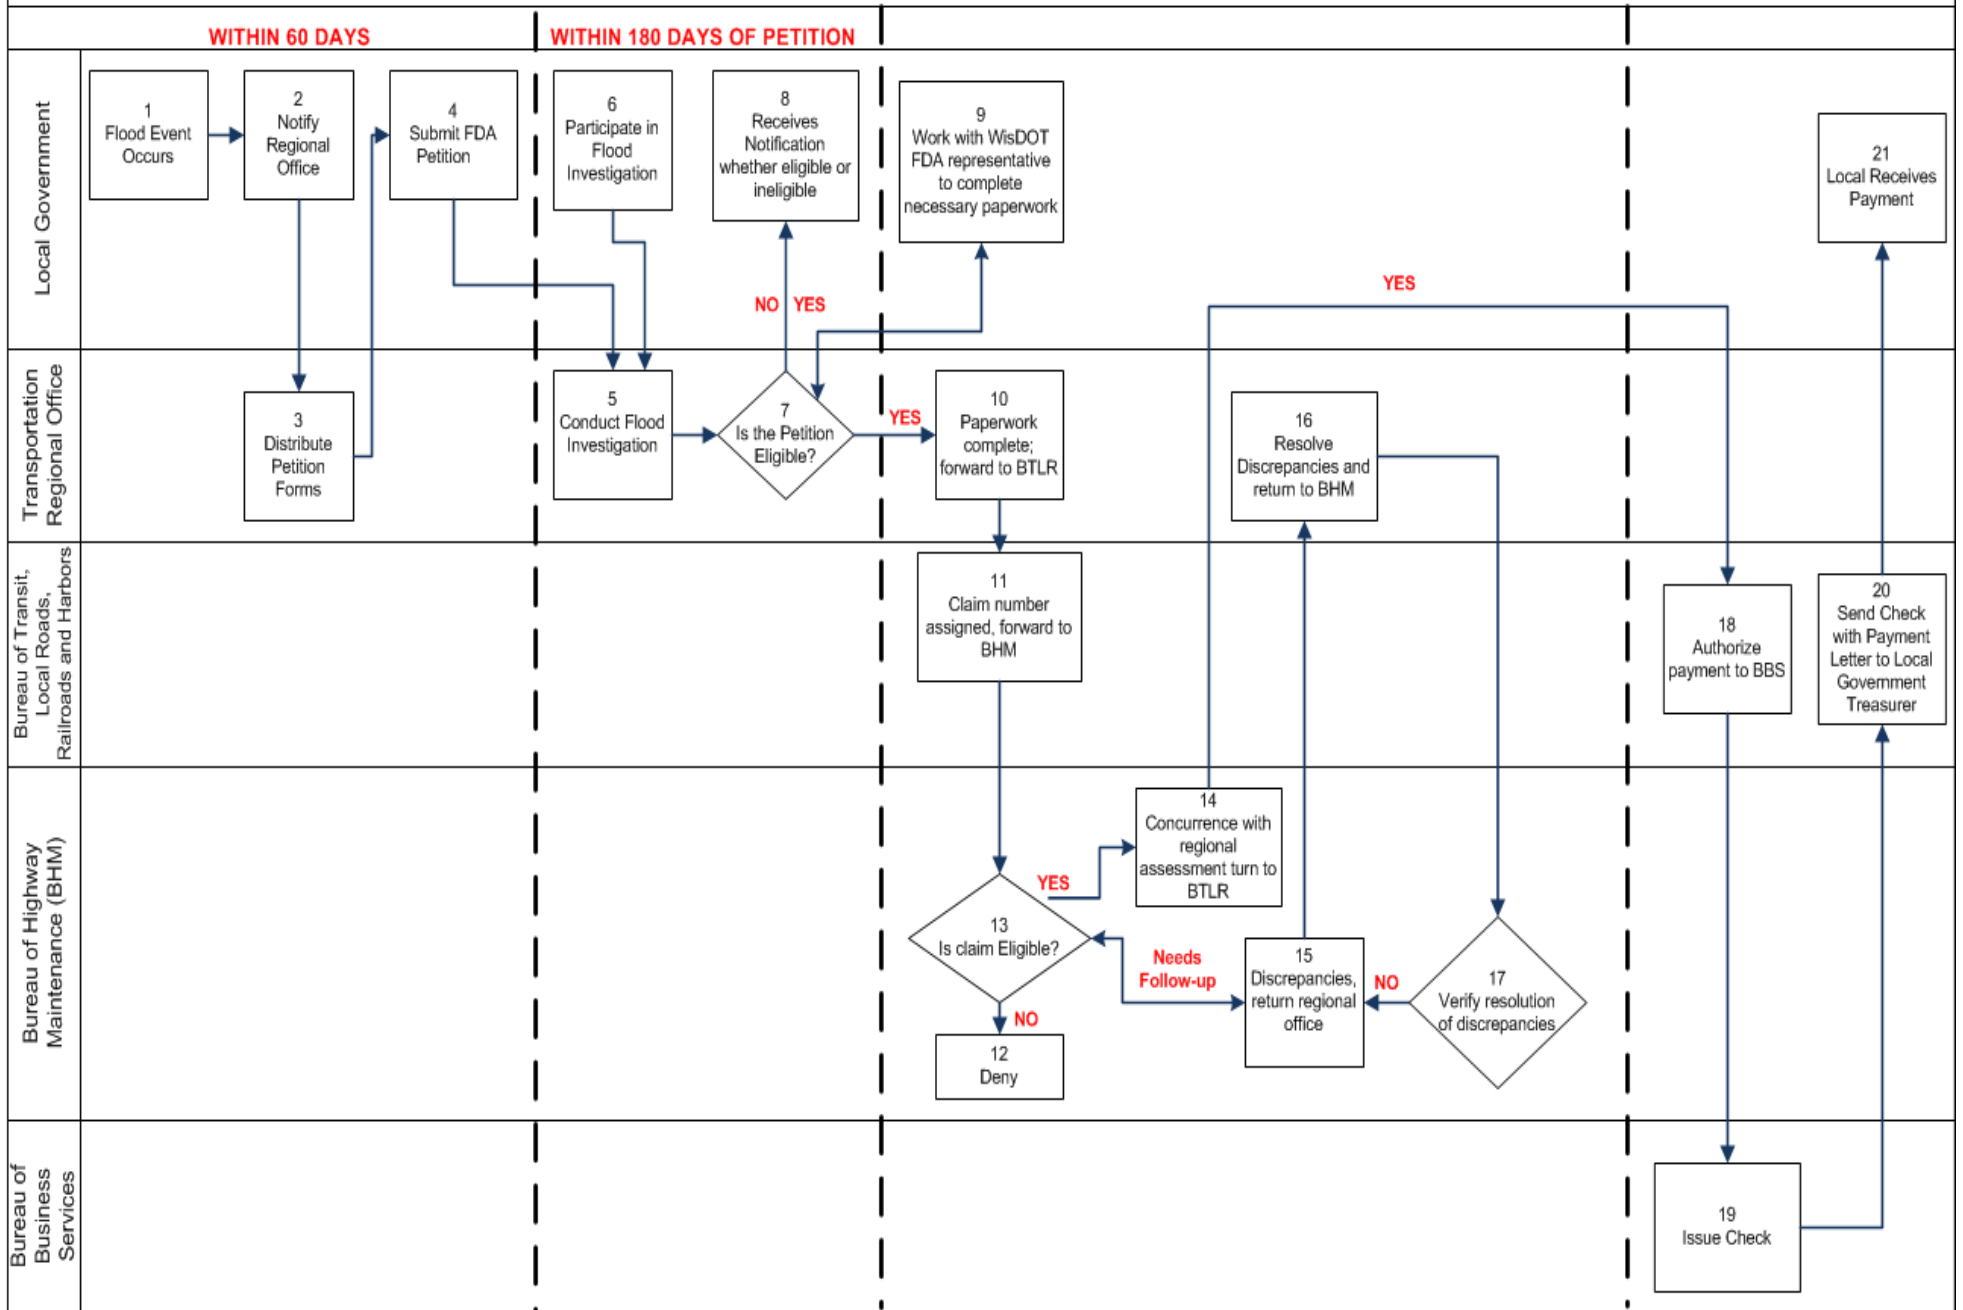 WITHIN 60 DAYS
WITHIN 180 DAYS OF PETITION
Local Government
1
Flood Event
Occurs
2
Notify
Regional
Office
4
Submit FDA
Petition
6
Participate in
Flood
Investigation
8
Receives
Notification
whether eligible or
ineligible
9
Work with WisDOT
FDA representative
to complete
necessary paperwork
21
Local Receives
Payment
NO
YES
YES
Transportation
Regional Office
3
Distribute
Petition
Forms
5
Conduct Flood
Investigation
7
Is the Petition
Eligible?
YES
10
Paperwork
complete;
forward to BTLR
16
Resolve
Discrepancies and
return to BHM
Bureau of Transit,
Local Roads,
Railroads and Harbors
11
Claim number
assigned, forward to
BHM
18
Authorize
payment to BBS
20
Send Check
with Payment
Letter to Local
Government
Treasurer
Bureau of Highway
Maintenance (BHM)
14
Concurrence with
regional
assessment turn to
BTLR
YES
13
Is claim Eligible?
Needs
Follow-up
15
Discrepancies,
return regional
office
NO
17
Verify resolution
of discrepancies
NO
12
Deny
Bureau of
Business
Services
19
Issue Check